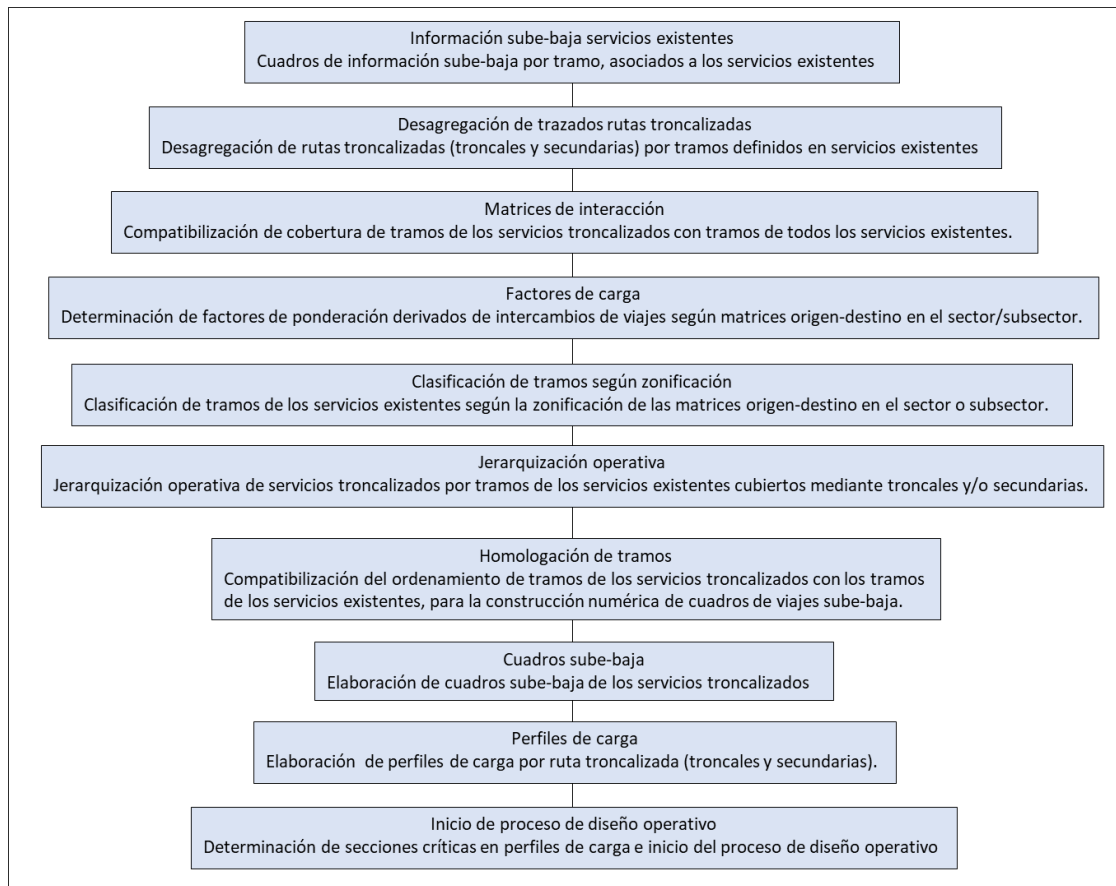 Información sube-baja servicios existentes
Cuadros de información sube-baja por tramo, asociados a los servicios existentes
Desagregación de trazados rutas troncalizadas
Desagregación de rutas troncalizadas (troncales y secundarias) por tramos definidos en servicios existentes
Matrices de interacción
Compatibilización de cobertura de tramos de los servicios troncalizados con tramos de todos los servicios existentes.
Factores de carga
Determinación de factores de ponderación derivados de intercambios de viajes según matrices origen-destino en el sector/subsector.
Clasificación de tramos según zonificación
Clasificación de tramos de los servicios existentes según la zonificación de las matrices origen-destino en el sector o subsector.
Jerarquización operativa
Jerarquización operativa de servicios troncalizados por tramos de los servicios existentes cubiertos mediante troncales y/o secundarias.
Homologación de tramos
Compatibilización del ordenamiento de tramos de los servicios troncalizados con los tramos
de los servicios existentes, para la construcción numérica de cuadros de viajes sube-baja.
Cuadros sube-baja
Elaboración de cuadros sube-baja de los servicios troncalizados
Perfiles de carga
Elaboración de perfiles de carga por ruta troncalizada (troncales y secundarias).
Inicio de proceso de diseño operativo
Determinación de secciones críticas en perfiles de carga e inicio del proceso de diseño operativo